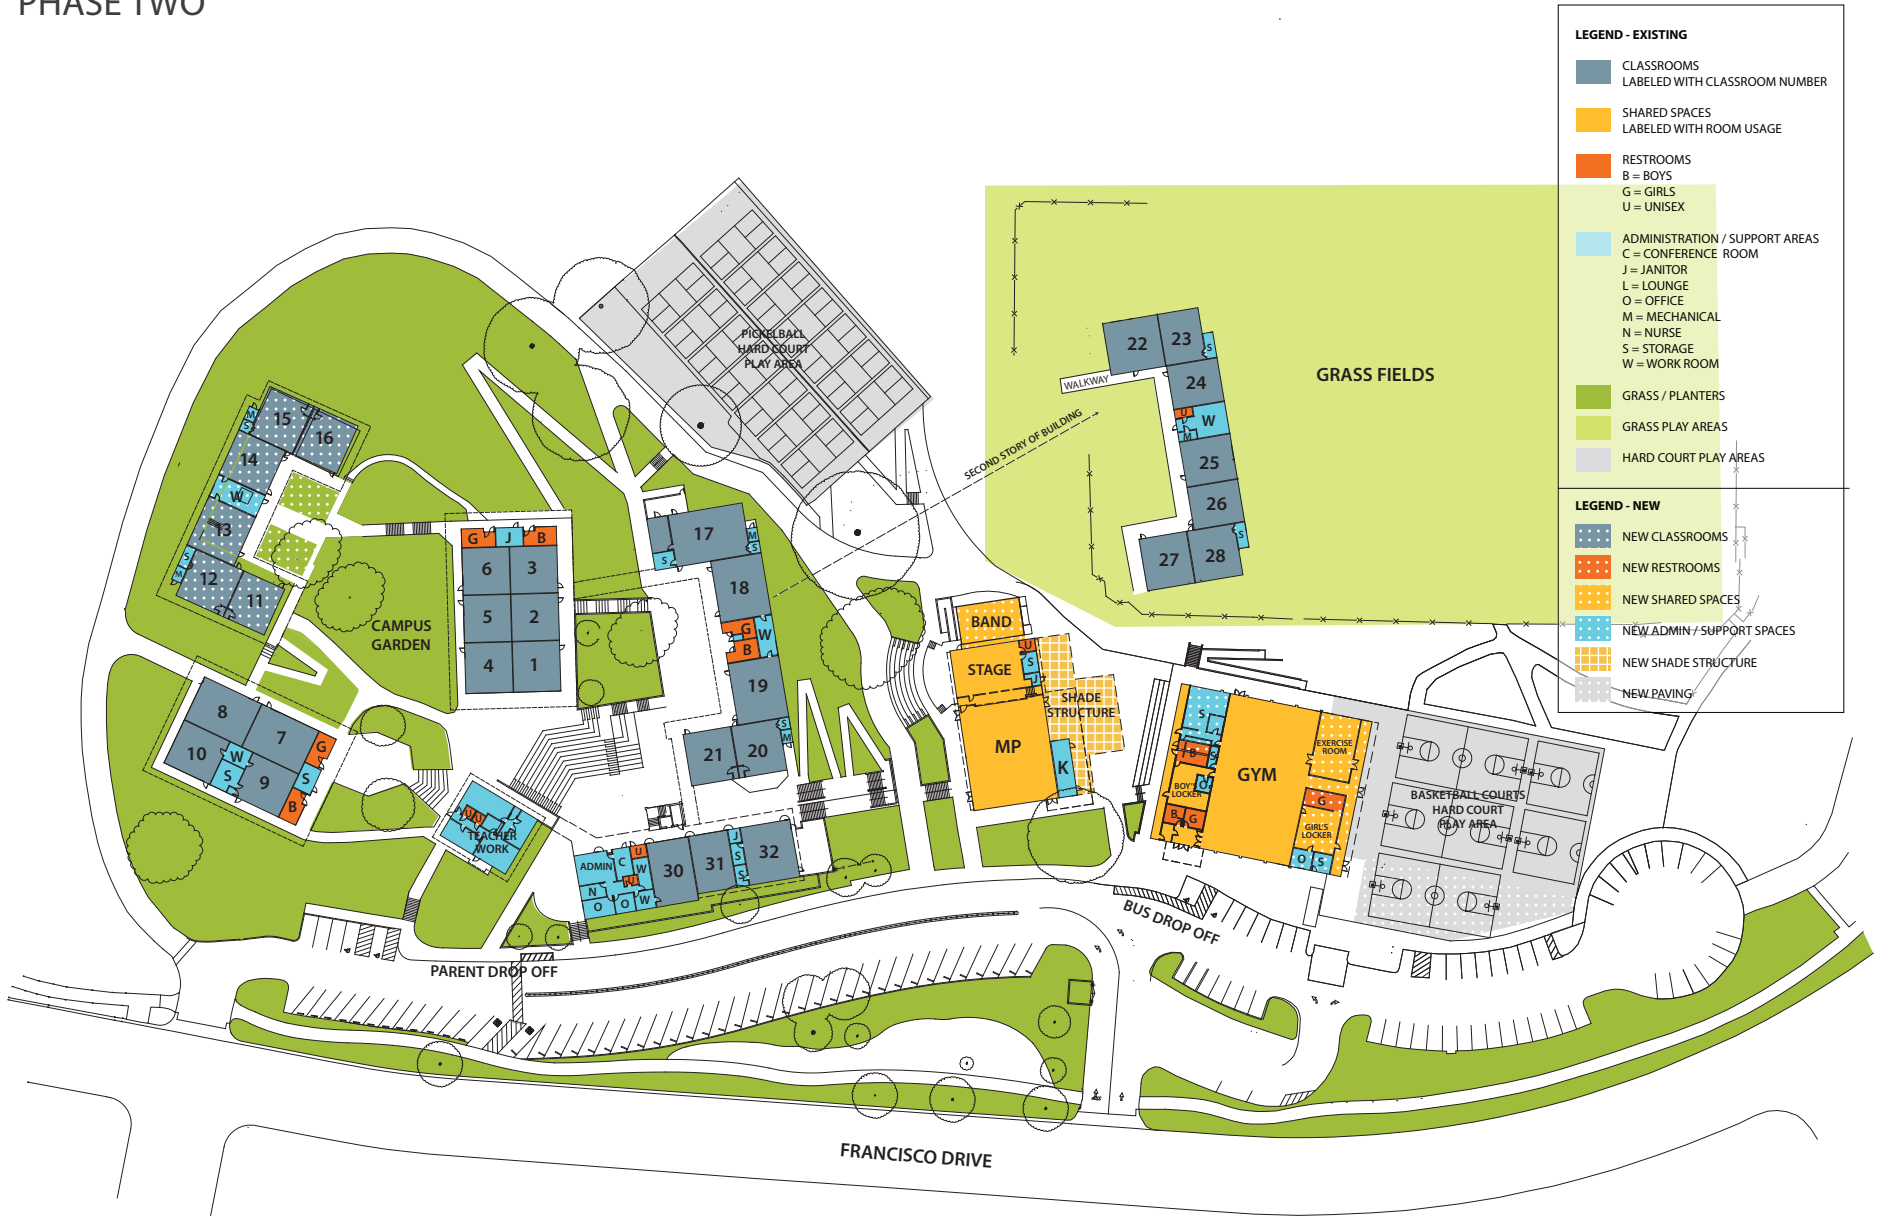 PHASE TWO
LEGEND - EXISTING
CLASSROOMS
LABELED WITH CLASSROOM NUMBER
SHARED SPACES
LABELED WITH ROOM USAGE
RESTROOMS
B = BOYS
G = GIRLS
U = UNISEX
ADMINISTRATION / SUPPORT AREAS
C = CONFERENCE ROOM
J = JANITOR
L = LOUNGE
O = OFFICE
M = MECHANICAL
N = NURSE
S = STORAGE
W = WORK ROOM
GRASS / PLANTERS
GRASS PLAY AREAS
HARD COURT PLAY AREAS
LEGEND - NEW
NEW CLASSROOMS
NEW RESTROOMS
NEW SHARED SPACES
NEW ADMIN / SUPPORT SPACES
NEW SHADE STRUCTURE
NEW PAVING
PICKELBALL
HARD COURT
PLAY AREA
GRASS FIELDS
22
23
S
24
WALKWAY
U
W
M
25
26
S
27
28
SECOND STORY OF BUILDING
15
16
M
S
14
W
13
S
M
12
11
G
J
B
6
3
5
2
4
1
CAMPUS
GARDEN
17
M
S
S
18
G
W
B
19
S
M
21
20
8
7
G
10
W
S
S
9
B
U
U
TEACHER
WORK
ADMIN
C
U
W
U
N
O
O
W
30
31
J
S
S
32
BAND
STAGE
U
S
J
SHADE
STRUCTURE
MP
K
S
J
B
S
O
BOY'S
LOCKER
B
G
GYM
EXERCISE
ROOM
G
GIRL'S
LOCKER
O
S
BASKETBALL COURTS
HARD COURT
PLAY AREA
BUS DROP OFF
PARENT DROP OFF
FRANCISCO DRIVE